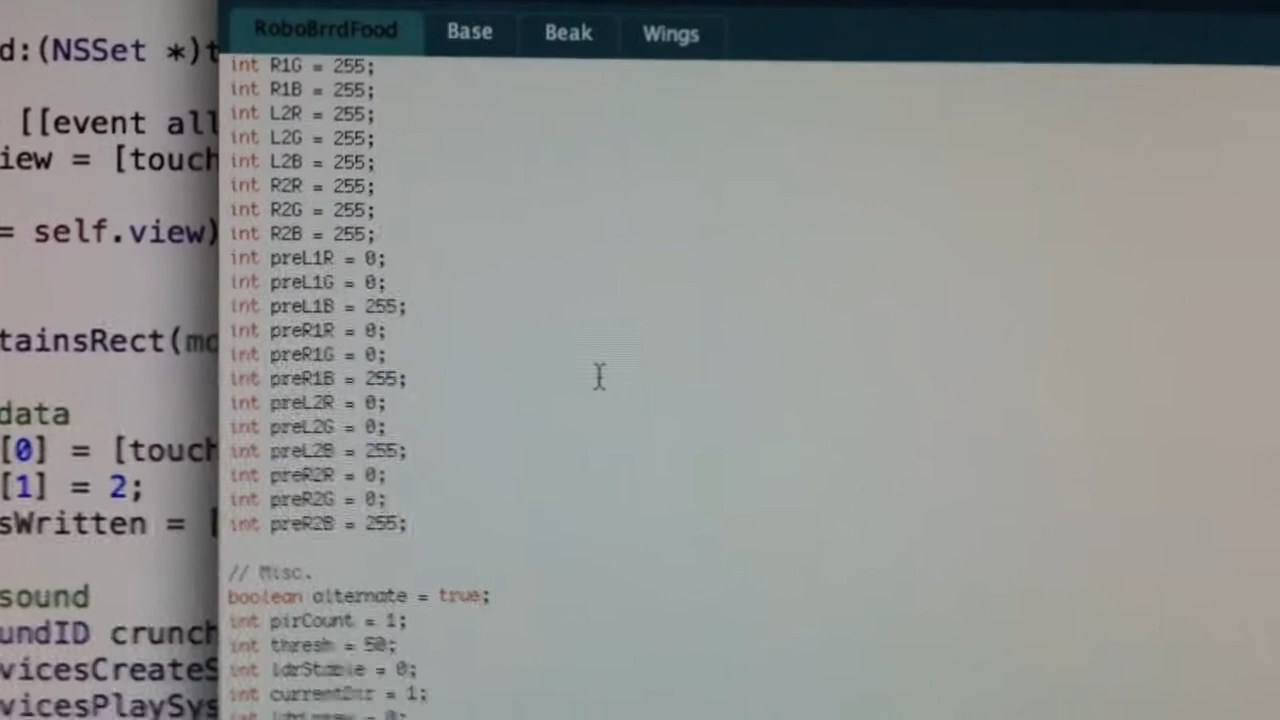 RoboBrrdFood Base Beak Wings
int R1G = 255;
int R1B = 255;
int L2R = 255;
int L2G = 255;
int L2B = 255;
int R2R = 255;
int R2G = 255;
int R2B = 255;
int preL1R = 0;
int preL1G = 0;
int preL1B = 255;
int preR1R = 0;
int preR1G = 0;
int preR1B = 255;
int preL2R = 0;
int preL2G = 0;
int preL2B = 255;
int preR2R = 0;
int preR2G = 0;
int preR2B = 255;
// Misc.
boolean alternate = true;
int pirCount = 1;
int thresh = 50;
int ldrStable = 0;
int currentDir = 1;
d:(NSSet *)t
[[event all
iew = [touch
= self.view)
tainsRect(mo
data
[0] = [touch
[1] = 2;
sWritten = [
sound
undID crunch
vicesCreateS
vicesPlaySys